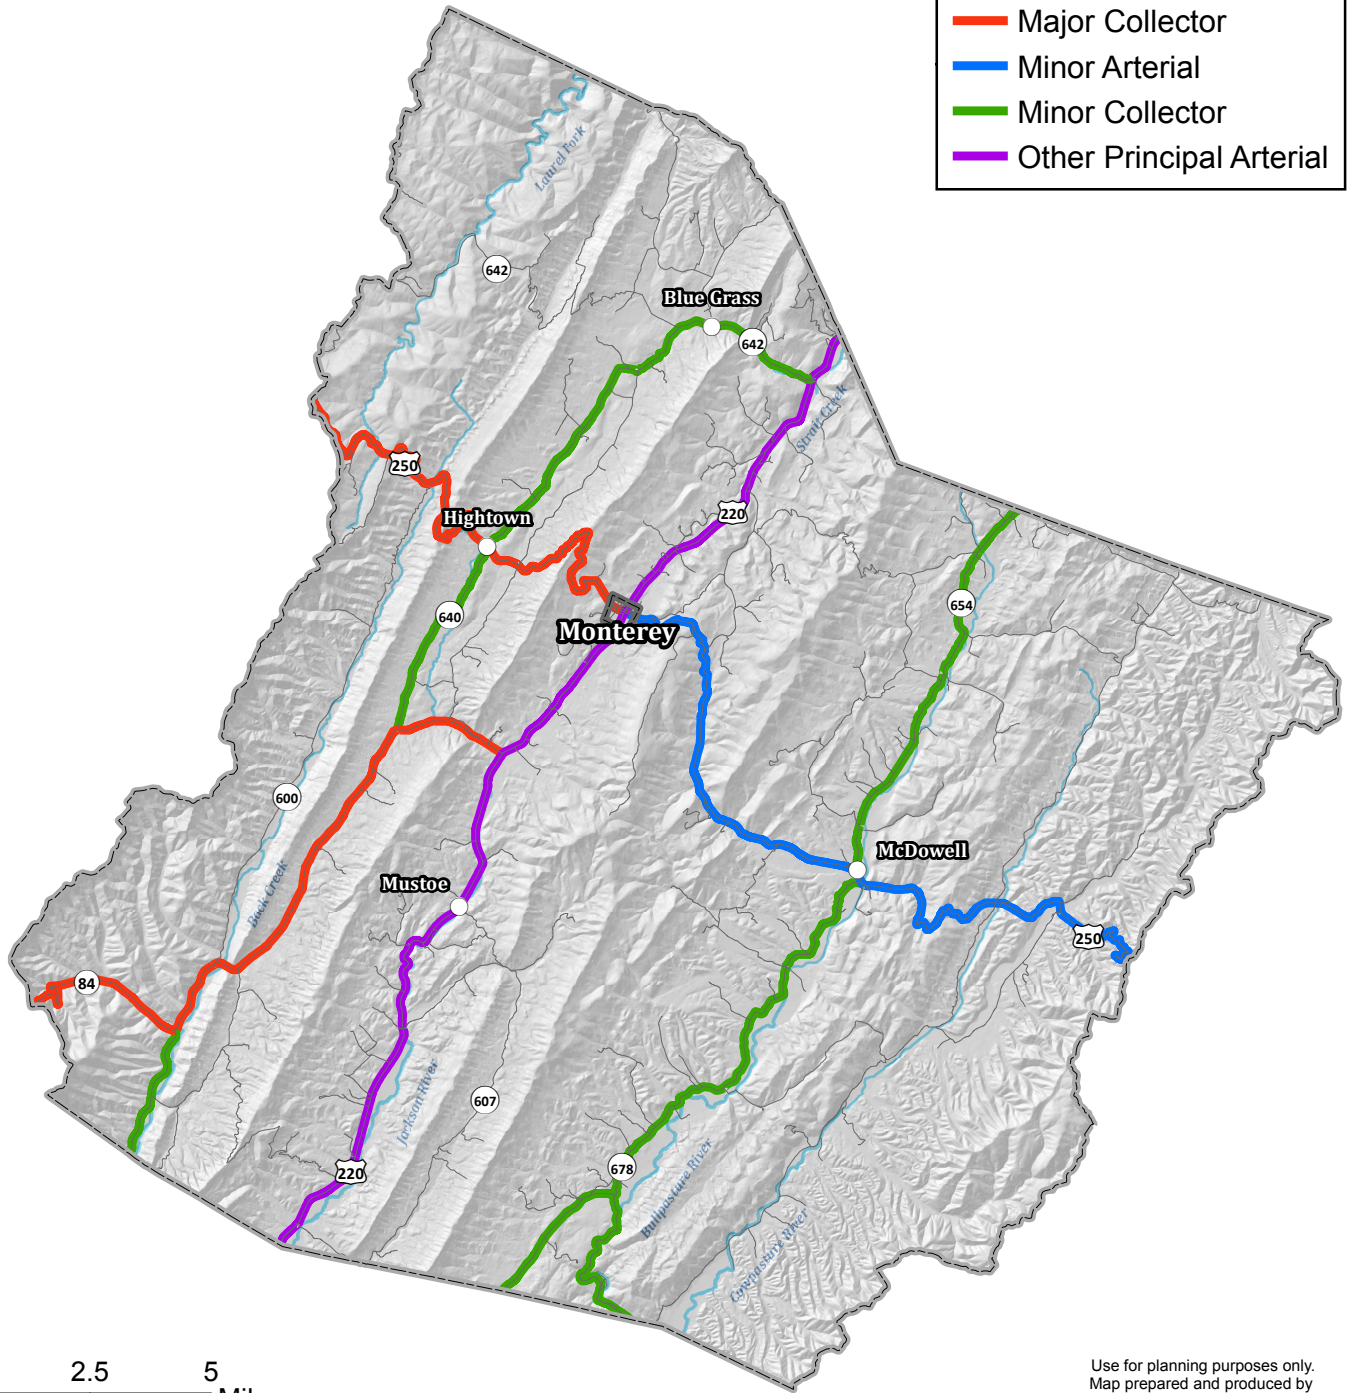 Major Collector
Minor Arterial
Minor Collector
Other Principal Arterial
Laurel Fork
642
Blue Grass
642
Strait Creek
250
Hightown
220
654
640
Monterey
600
McDowell
Mustoe
Back Creek
250
84
Jackson River
607
678
Bullpasture River
220
Cowpasture River
2.5 5
Use for planning purposes only.
Map prepared and produced by